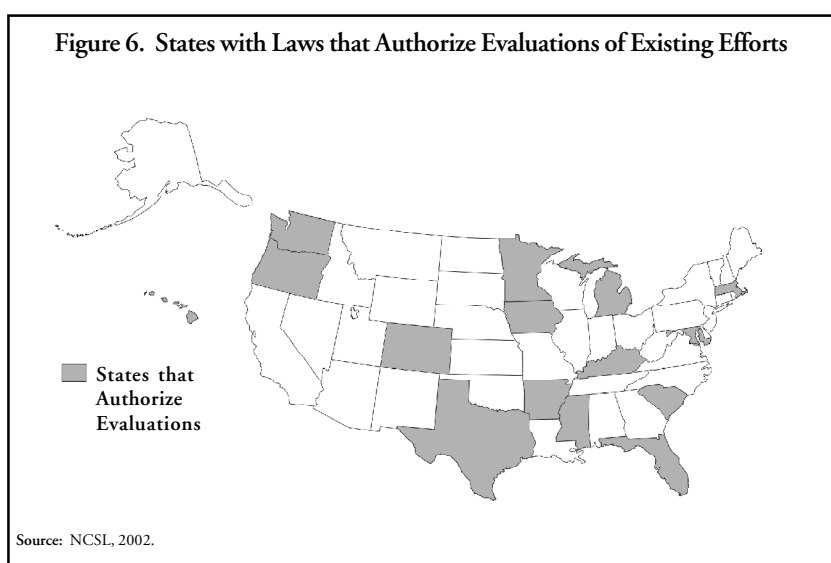 Figure 6. States with Laws that Authorize Evaluations of Existing Efforts
States that
Authorize
Evaluations
Source: NCSL, 2002.